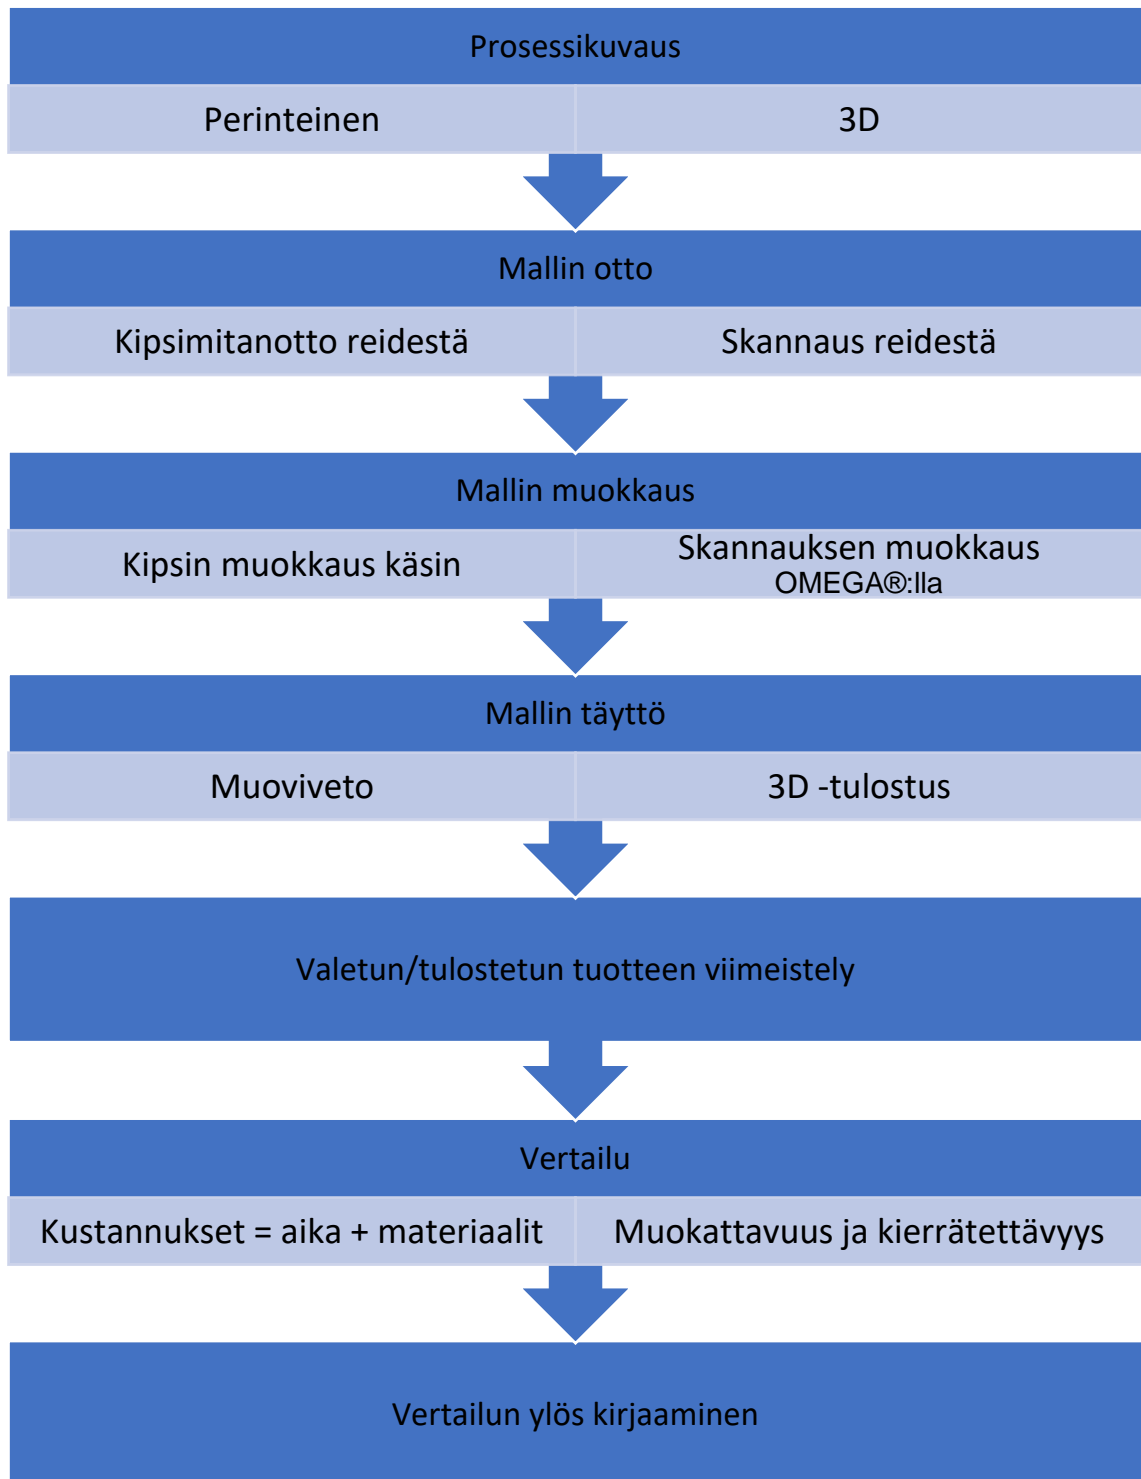 Prosessikuvaus
Perinteinen
3D
Mallin otto
Kipsimitanotto reidestä
Skannaus reidestä
Mallin muokkaus
Kipsin muokkaus käsin
Skannauksen muokkaus
OMEGA®:lla
Mallin täyttö
Muoviveto
3D -tulostus
Valetun/tulostetun tuotteen viimeistely
Vertailu
Kustannukset = aika + materiaalit
Muokattavuus ja kierrätettävyys
Vertailun ylös kirjaaminen